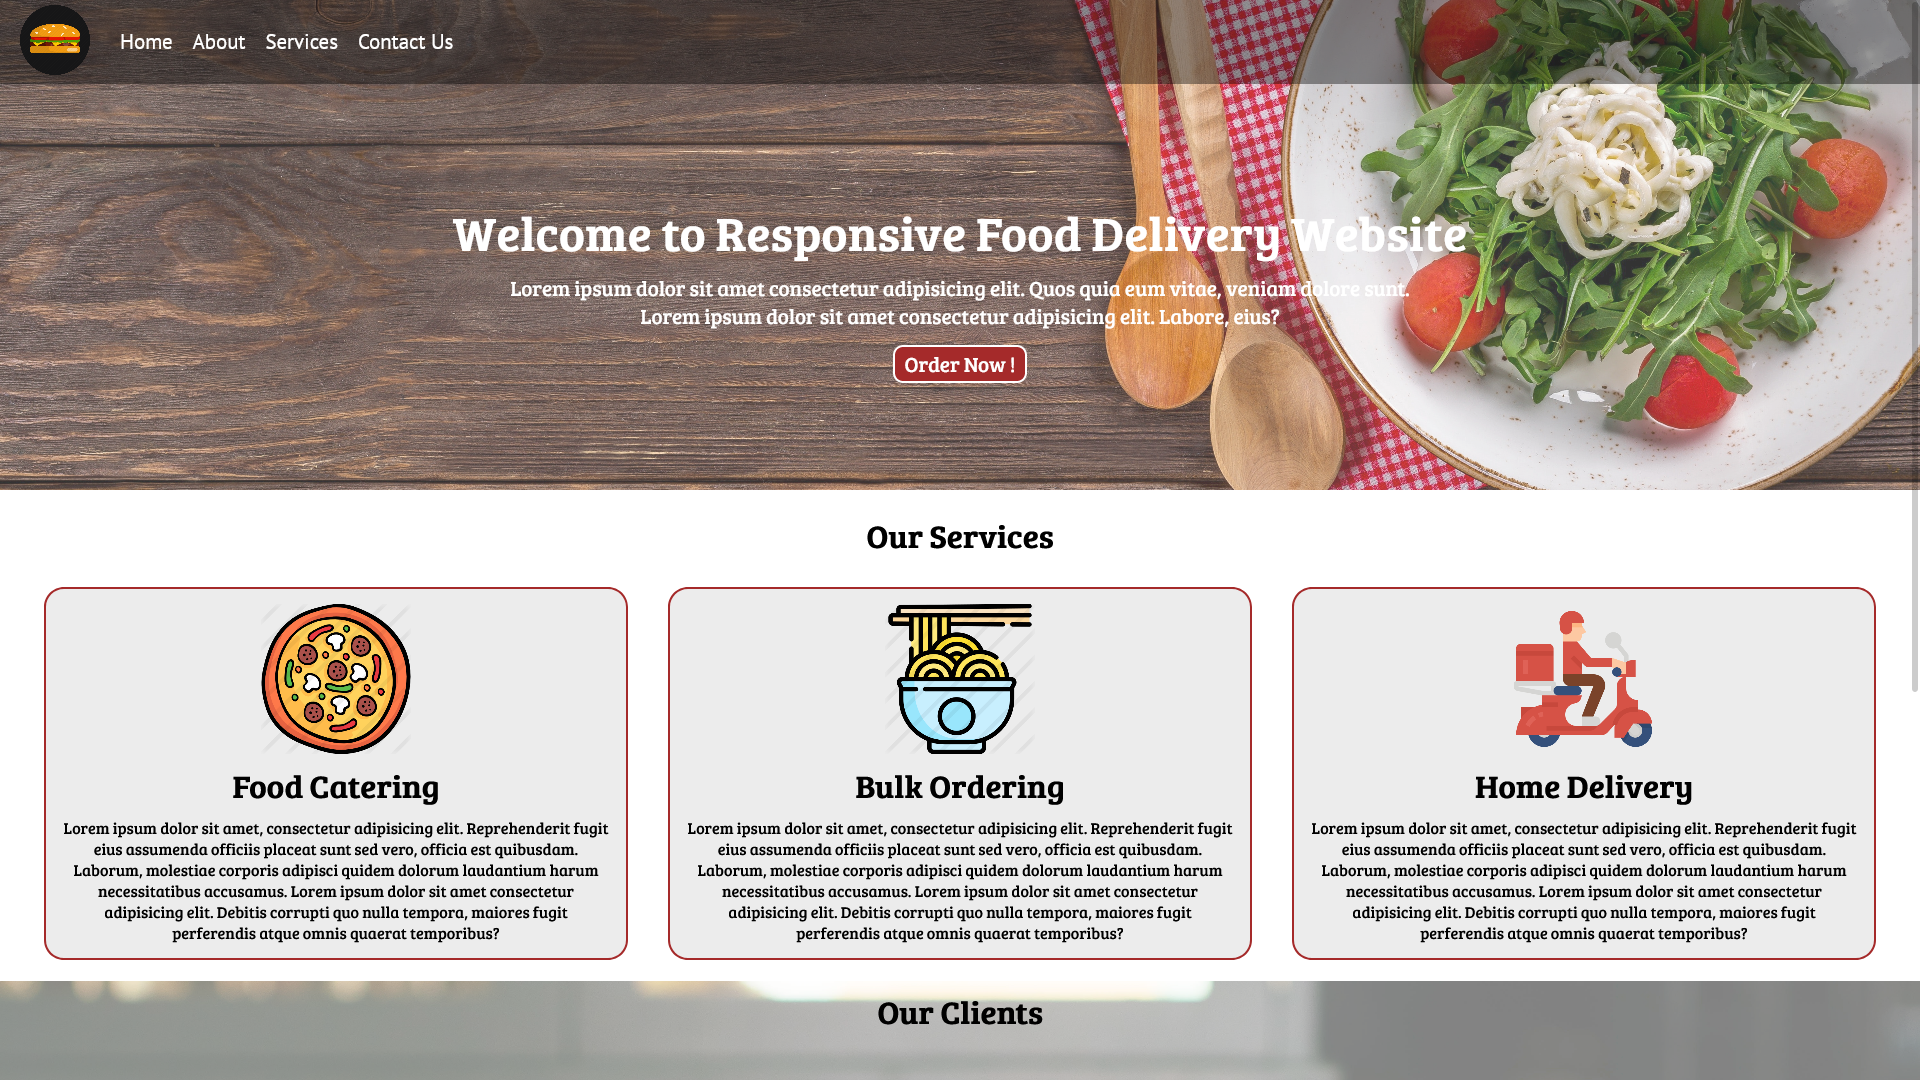 Home About Services Contact Us
Welcome to Responsive Food Delivery Website
Lorem ipsum dolor sit amet consectetur adipisicing elit. Quos quia eum vitae, veniam dolore sunt.
Lorem ipsum dolor sit amet consectetur adipisicing elit. Labore, eius?
Order Now !
Our Services
Food Catering
Lorem ipsum dolor sit amet, consectetur adipisicing elit. Reprehenderit fugit
eius assumenda officiis placeat sunt sed vero, officia est quibusdam.
Laborum, molestiae corporis adipisci quidem dolorum laudantium harum
necessitatibus accusamus. Lorem ipsum dolor sit amet consectetur
adipisicing elit. Debitis corrupti quo nulla tempora, maiores fugit
perferendis atque omnis quaerat temporibus?
Bulk Ordering
Lorem ipsum dolor sit amet, consectetur adipisicing elit. Reprehenderit fugit
eius assumenda officiis placeat sunt sed vero, officia est quibusdam.
Laborum, molestiae corporis adipisci quidem dolorum laudantium harum
necessitatibus accusamus. Lorem ipsum dolor sit amet consectetur
adipisicing elit. Debitis corrupti quo nulla tempora, maiores fugit
perferendis atque omnis quaerat temporibus?
Home Delivery
Lorem ipsum dolor sit amet, consectetur adipisicing elit. Reprehenderit fugit
eius assumenda officiis placeat sunt sed vero, officia est quibusdam.
Laborum, molestiae corporis adipisci quidem dolorum laudantium harum
necessitatibus accusamus. Lorem ipsum dolor sit amet consectetur
adipisicing elit. Debitis corrupti quo nulla tempora, maiores fugit
perferendis atque omnis quaerat temporibus?
Our Clients